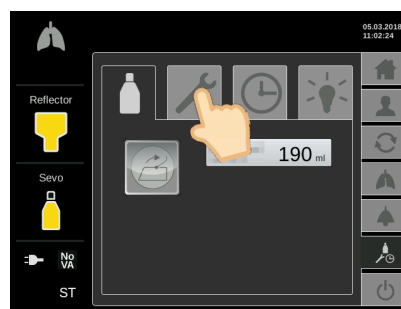 05.03.2018
11:02:24
Reflector
190 ml
Sevo
No
VA
ST